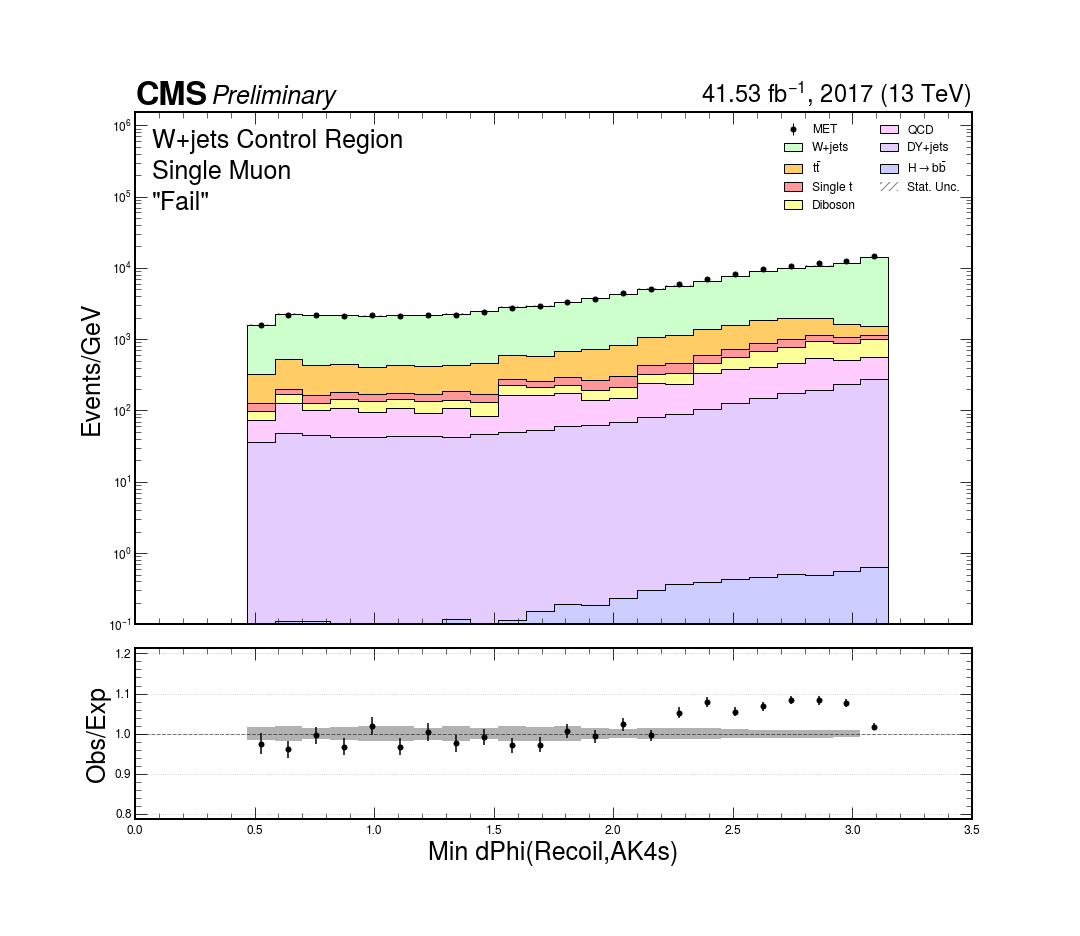 CMS Preliminary
41.53 fb⁻¹, 2017 (13 TeV)
W+jets Control Region
Single Muon
"Fail"
MET
W+jets
tt̄
Single t
Diboson
QCD
DY+jets
H→bb̄
Stat. Unc.
10⁶
10⁵
10⁴
10³
10²
10¹
10⁰
10⁻¹
Events/GeV
1.2
1.1
1.0
0.9
0.8
Obs/Exp
0.0 0.5 1.0 1.5 2.0 2.5 3.0 3.5
Min dPhi(Recoil,AK4s)